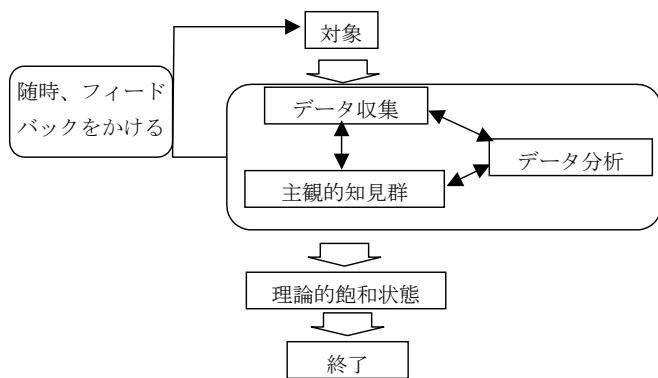 対象
随時、フィード
バックをかける
データ収集
データ分析
主観的知見群
理論的飽和状態
終了